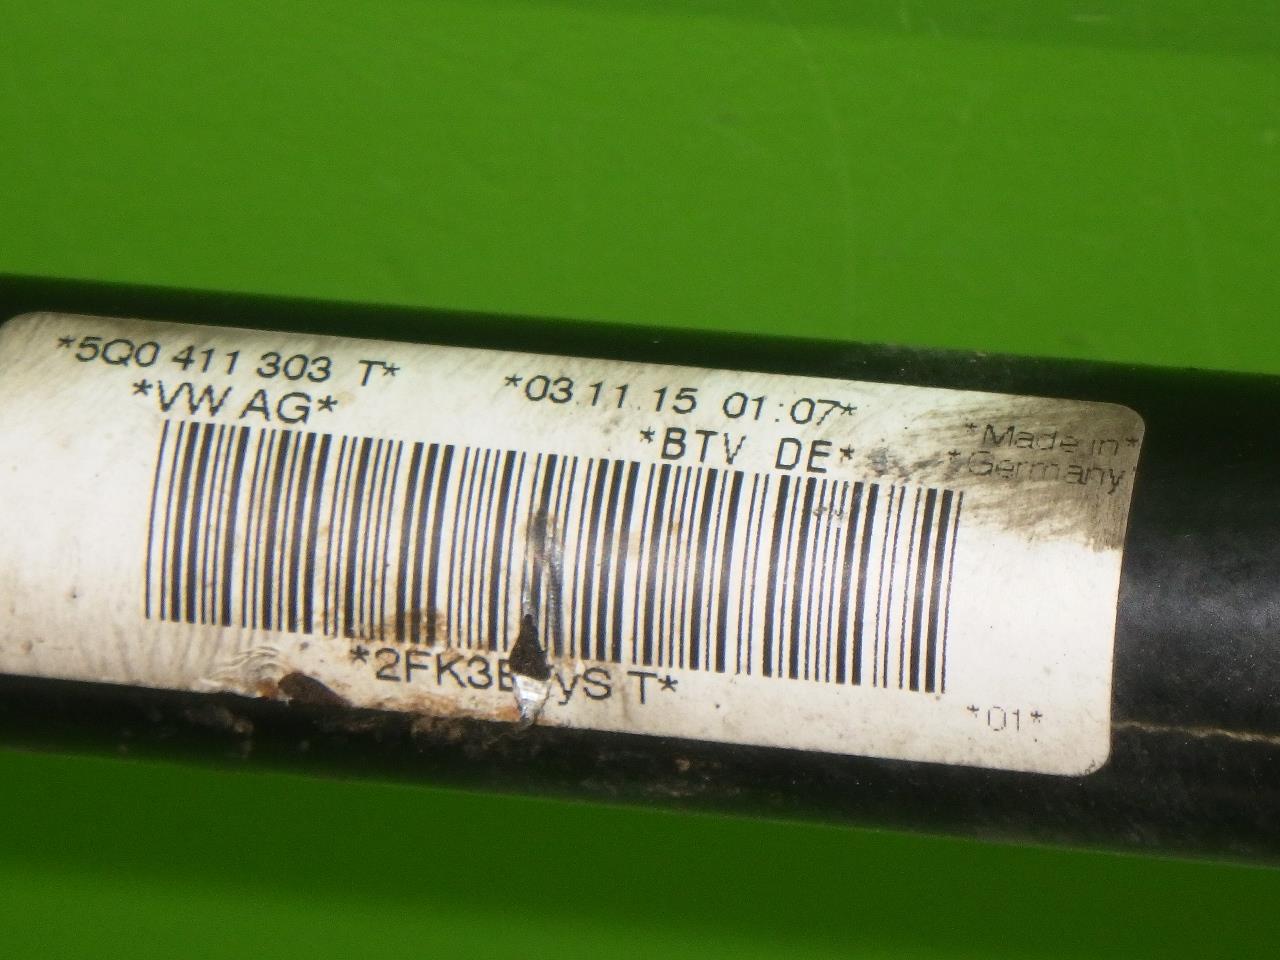 *5Q0 411 303 T* *03.11.15 01:07*
*VW AG* *BTV DE* *Made in*
*Germany*
*01*